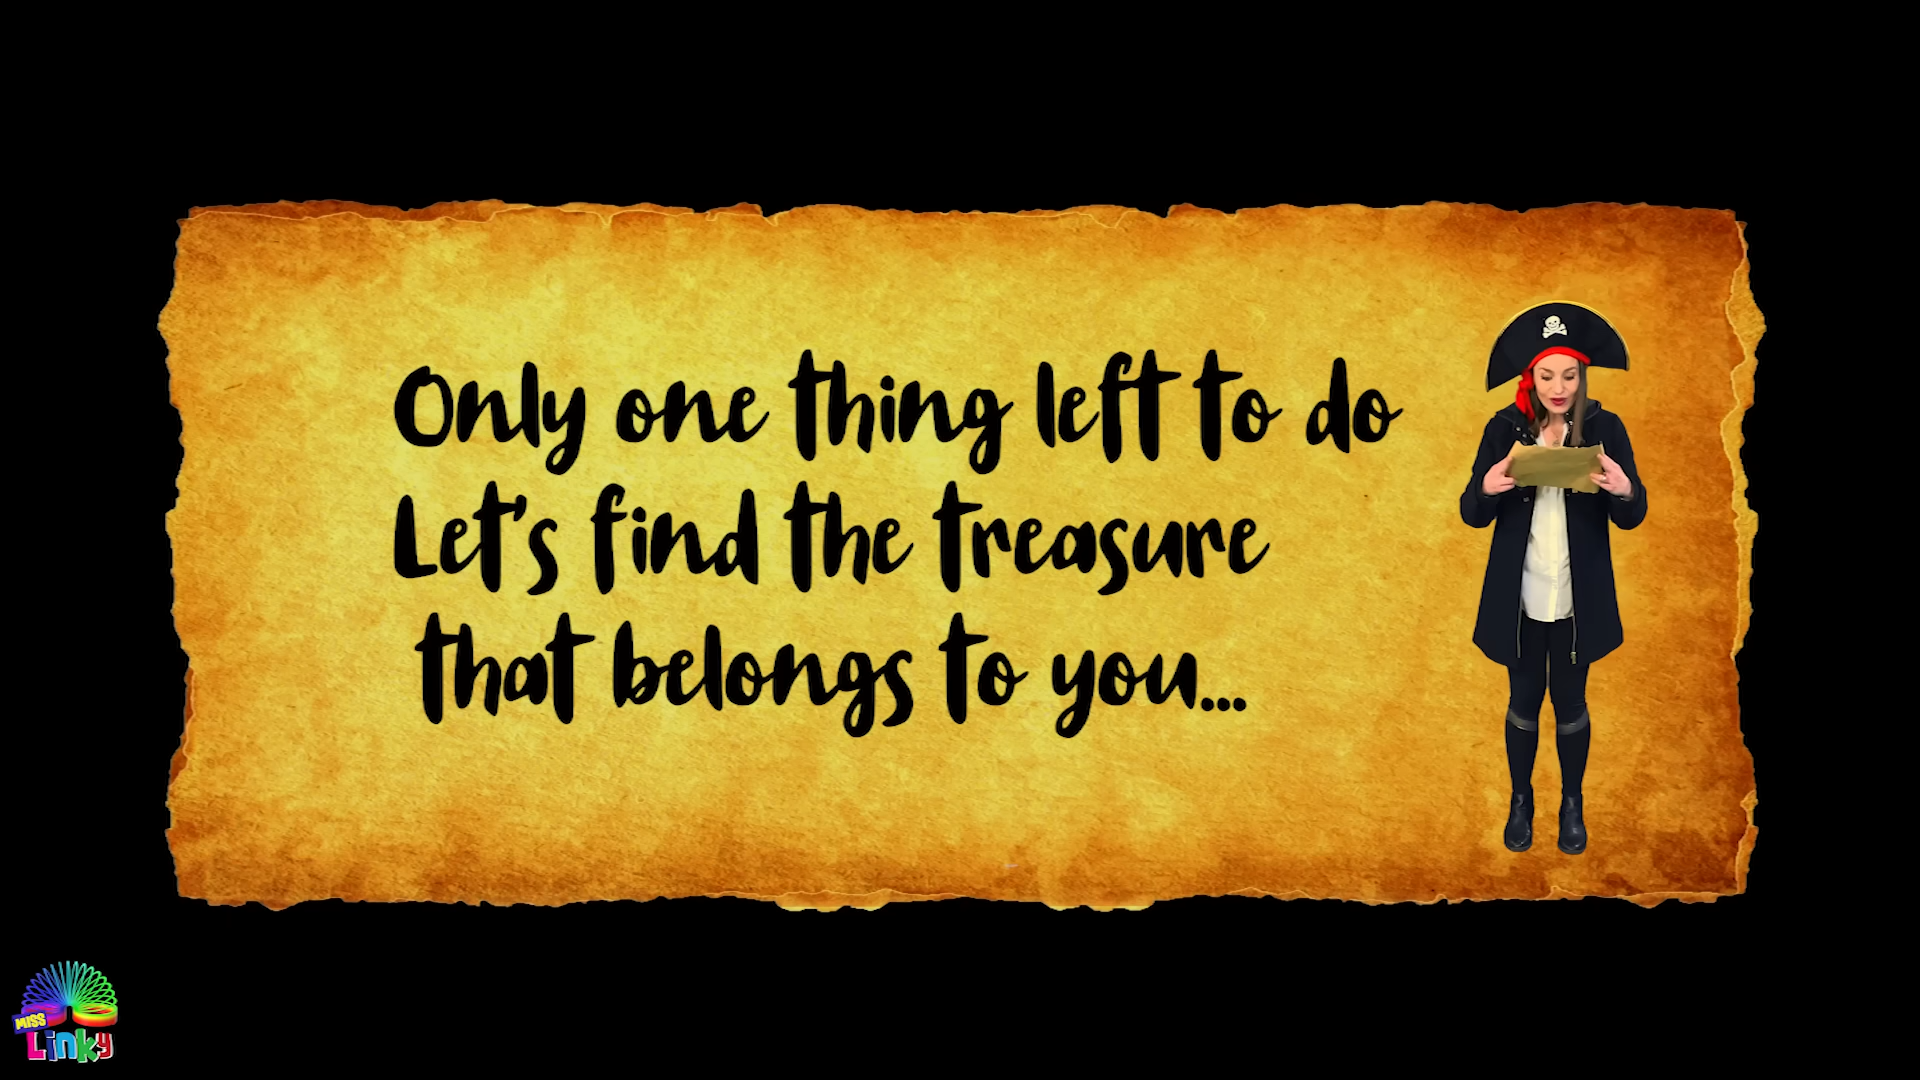 Only one thing left to do
Let's find the treasure
that belongs to you...
MISS
Linky